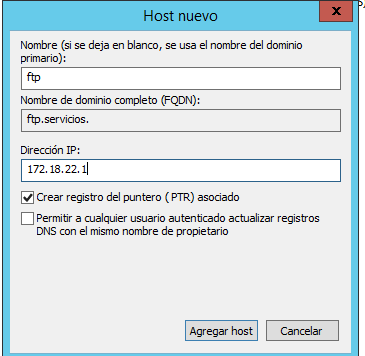 Host nuevo
x
Nombre (si se deja en blanco, se usa el nombre del dominio
primario):
ftp
Nombre de dominio completo (FQDN):
ftp.servicios.
Dirección IP:
172.18.22.1
Crear registro del puntero (PTR) asociado
Permitir a cualquier usuario autenticado actualizar registros
DNS con el mismo nombre de propietario
Agregar host
Cancelar